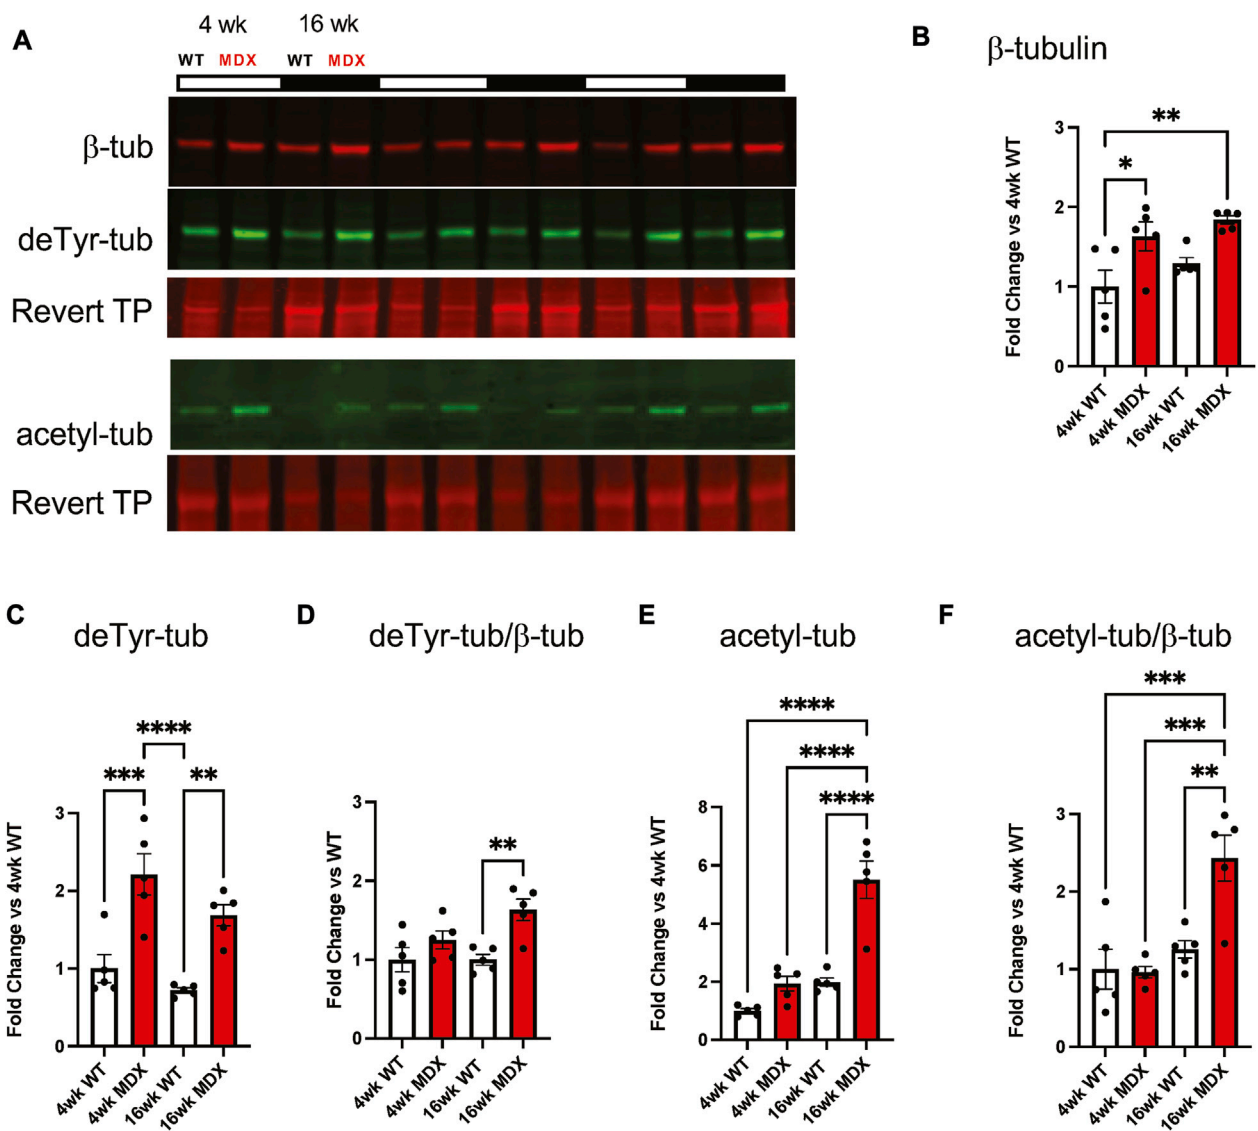 A
4 wk 16 wk
WT MDX WT MDX
β-tub
deTyr-tub
Revert TP
acetyl-tub
Revert TP
B
β-tubulin
**
*
Fold Change vs 4wk WT
3
2
1
0
4wk WT
4wk MDX
16wk WT
16wk MDX
C
deTyr-tub
****
*** **
Fold Change vs 4wk WT
3
2
1
0
4wk WT
4wk MDX
16wk WT
16wk MDX
D
deTyr-tub/β-tub
**
Fold Change vs WT
3
2
1
0
4wk WT
4wk MDX
16wk WT
16wk MDX
E
acetyl-tub
****
****
****
Fold Change vs 4wk WT
8
6
4
2
0
4wk WT
4wk MDX
16wk WT
16wk MDX
F
acetyl-tub/β-tub
***
***
**
Fold Change vs 4wk WT
3
2
1
0
4wk WT
4wk MDX
16wk WT
16wk MDX